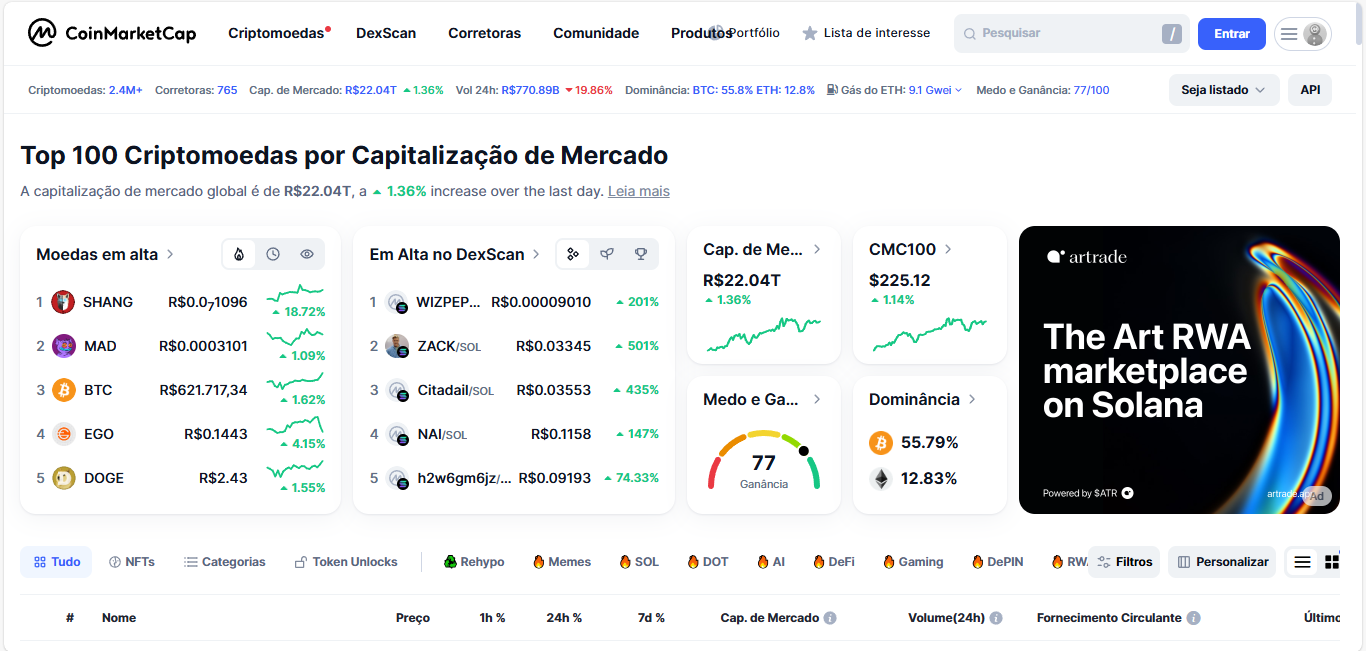 CoinMarketCap Criptomoedas DexScan Corretoras Comunidade Produtos Portfólio Lista de interesse Pesquisar / Entrar
Criptomoedas: 2.4M+ Corretoras: 765 Cap. de Mercado: R$22.04T 1.36% Vol 24h: R$770.89B 19.86% Dominância: BTC: 55.8% ETH: 12.8% Gás do ETH: 9.1 Gwei Medo e Ganância: 77/100 Seja listado API
Top 100 Criptomoedas por Capitalização de Mercado
A capitalização de mercado global é de R$22.04T, a 1.36% increase over the last day. Leia mais
Moedas em alta
1 SHANG R$0.0₇1096 18.72%
2 MAD R$0.0003101 1.09%
3 BTC R$621.717,34 1.62%
4 EGO R$0.1443 4.15%
5 DOGE R$2.43 1.55%
Em Alta no DexScan
1 WIZPEP... R$0.00009010 201%
2 ZACK/SOL R$0.03345 501%
3 Citadail/SOL R$0.03553 435%
4 NAI/SOL R$0.1158 147%
5 h2w6gm6jz/... R$0.09193 74.33%
Cap. de Me...
R$22.04T
1.36%
CMC100
$225.12
1.14%
Medo e Ga...
77
Ganância
Dominância
55.79%
12.83%
artrade
The Art RWA
marketplace
on Solana
Powered by $ATR artrade.app Ad
Tudo NFTs Categorias Token Unlocks Rehypo Memes SOL DOT AI DeFi Gaming DePIN RW Filtros Personalizar
# Nome Preço 1h % 24h % 7d % Cap. de Mercado Volume(24h) Fornecimento Circulante Último